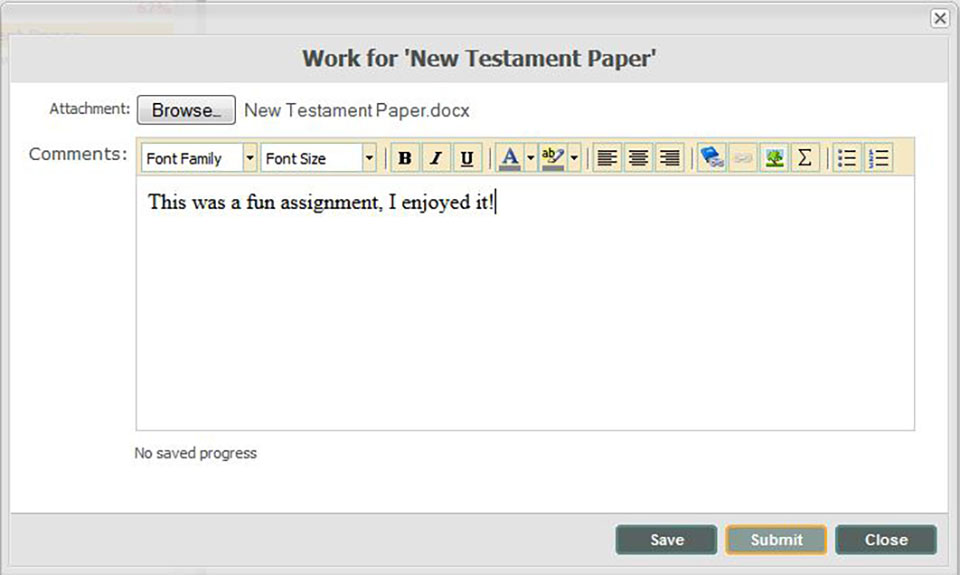 67%
Work for 'New Testament Paper'
Attachment: Browse... New Testament Paper.docx
Comments: Font Family Font Size B I U A ab Σ
This was a fun assignment, I enjoyed it!
No saved progress
Save Submit Close